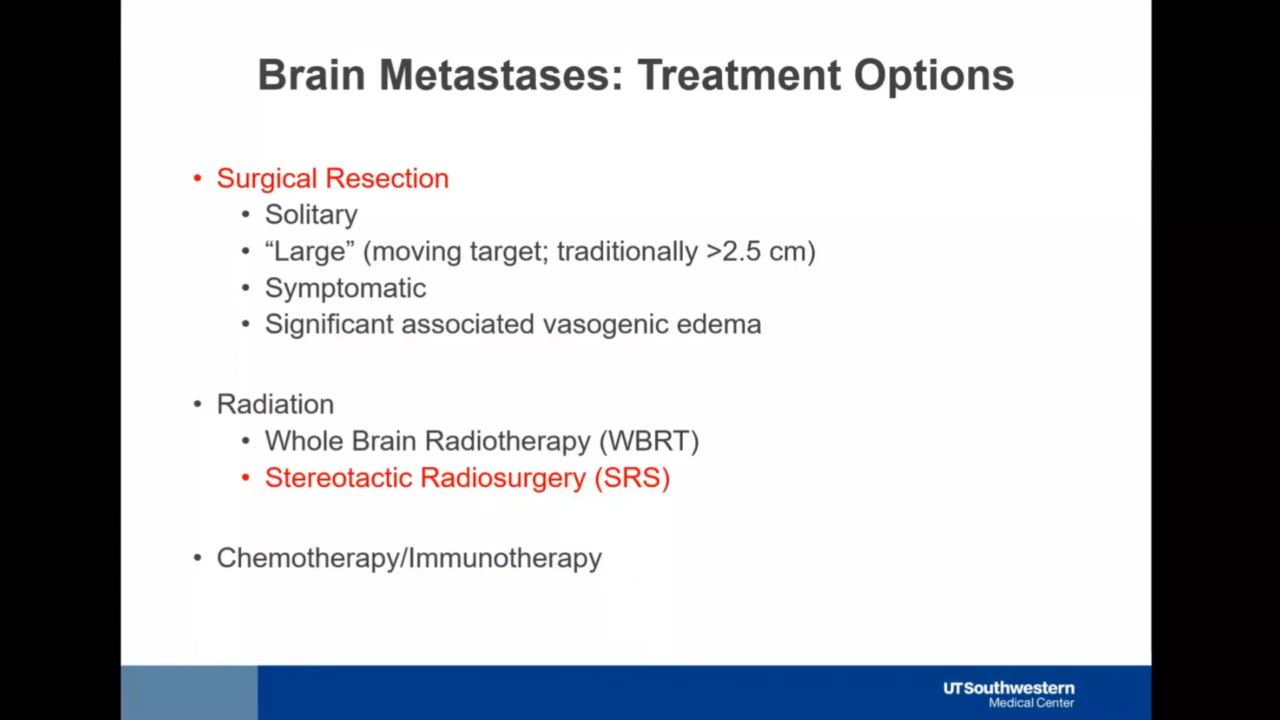 Brain Metastases: Treatment Options
• Surgical Resection
• Solitary
• “Large” (moving target; traditionally >2.5 cm)
• Symptomatic
• Significant associated vasogenic edema
• Radiation
• Whole Brain Radiotherapy (WBRT)
• Stereotactic Radiosurgery (SRS)
• Chemotherapy/Immunotherapy
UTSouthwestern
Medical Center